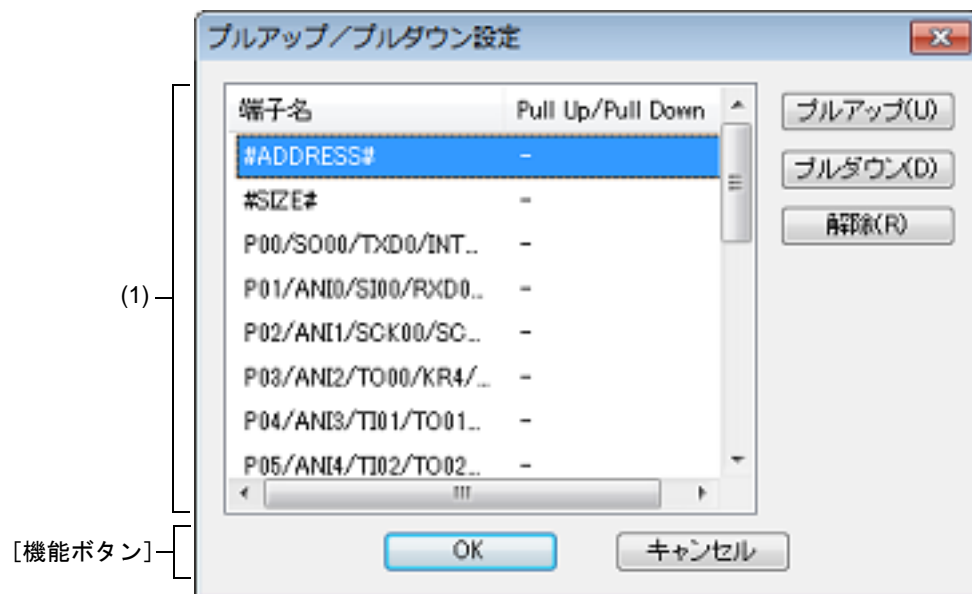 プルアップ／プルダウン設定
端子名 Pull Up/Pull Down
プルアップ(U)
#ADDRESS# -
プルダウン(D)
#SIZE# -
解除(R)
P00/SO00/TXD0/INT... -
(1)
P01/ANI0/SI00/RXD0... -
P02/ANI1/SCK00/SC... -
P03/ANI2/TO00/KR4/... -
P04/ANI3/TI01/TO01... -
P05/ANI4/TI02/TO02... -
[機能ボタン]
OK
キャンセル